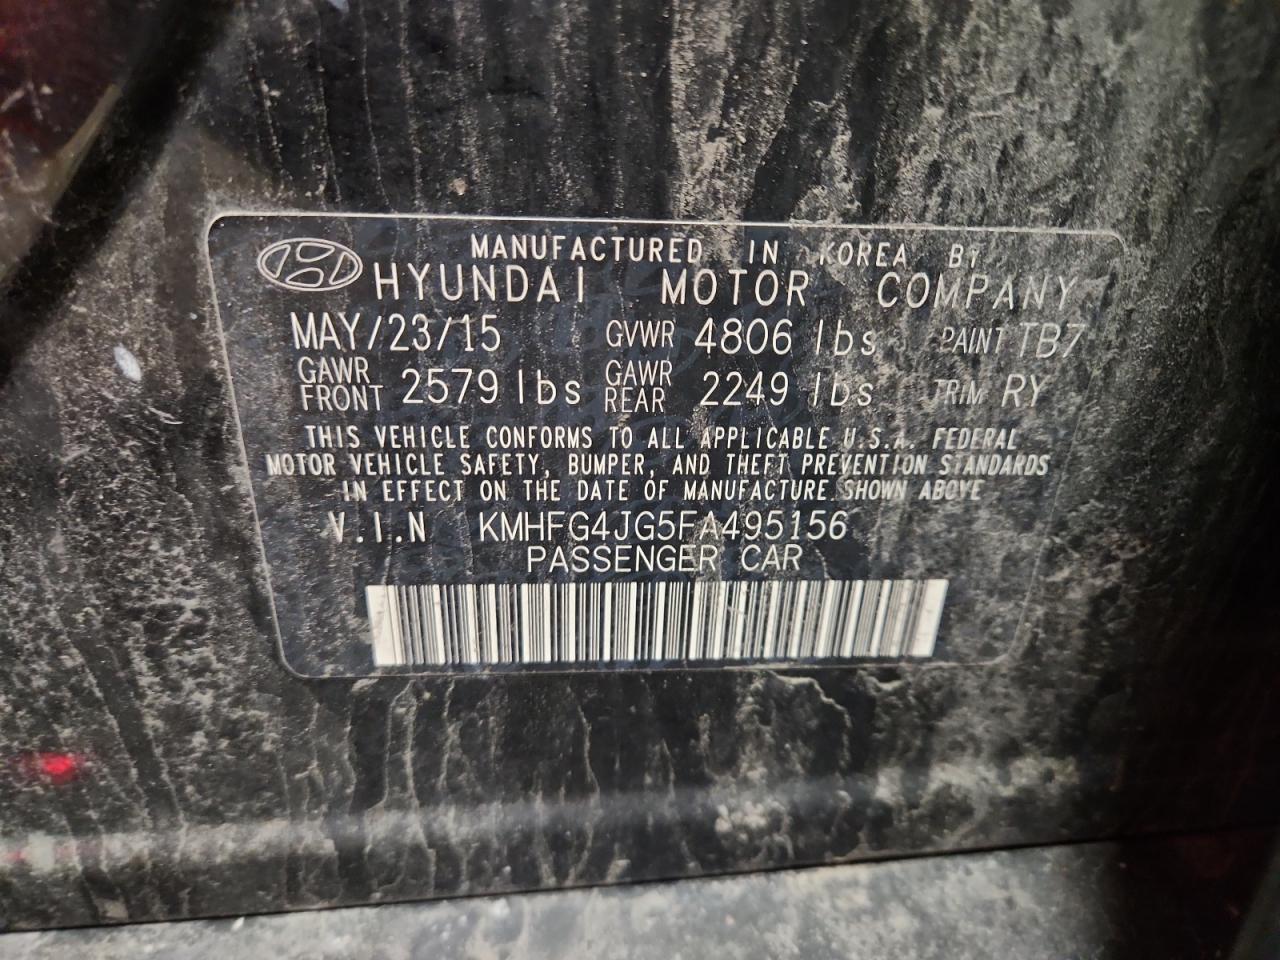 MANUFACTURED IN KOREA BY
HYUNDAI MOTOR COMPANY
MAY/23/15 GVWR 4806 lbs PAINT TB7
GAWR FRONT 2579 lbs GAWR REAR 2249 lbs TRIM RY
THIS VEHICLE CONFORMS TO ALL APPLICABLE U.S.A. FEDERAL
MOTOR VEHICLE SAFETY, BUMPER, AND THEFT PREVENTION STANDARDS
IN EFFECT ON THE DATE OF MANUFACTURE SHOWN ABOVE
V.I.N KMHFG4JG5FA495156
PASSENGER CAR